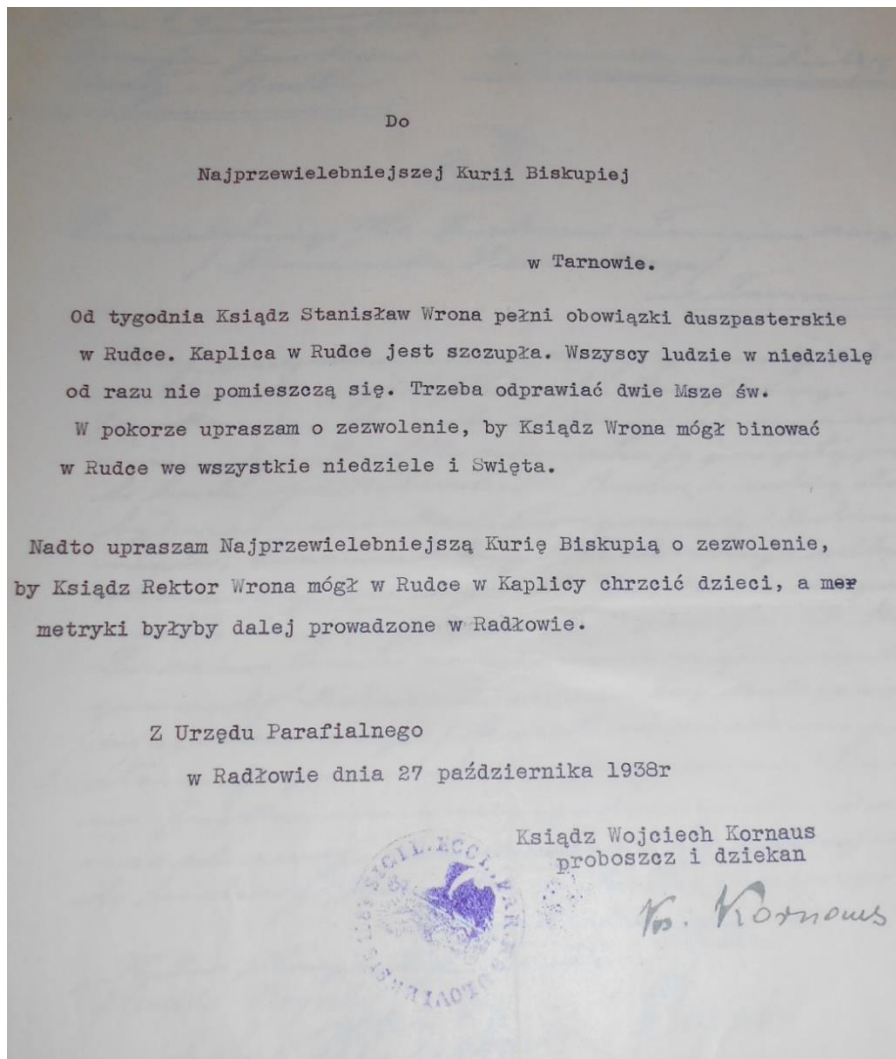 Do
Najprzewielebniejszej Kurii Biskupiej
w Tarnowie.
Od tygodnia Ksiądz Stanisław Wrona pełni obowiązki duszpasterskie
w Rudce. Kaplica w Rudce jest szczupła. Wszyscy ludzie w niedzielę
od razu nie pomieszczą się. Trzeba odprawiać dwie Msze św.
W pokorze upraszam o zezwolenie, by Ksiądz Wrona mógł binować
w Rudce we wszystkie niedziele i Święta.
Nadto upraszam Najprzewielebniejszą Kurię Biskupią o zezwolenie,
by Ksiądz Rektor Wrona mógł w Rudce w Kaplicy chrzcić dzieci, a mer
metryki byłyby dalej prowadzone w Radłowie.
Z Urzędu Parafialnego
w Radłowie dnia 27 października 1938r
Ksiądz Wojciech Kornaus
proboszcz i dziekan
Ks. Kornaus
SIGIL. ECCL. PAR.